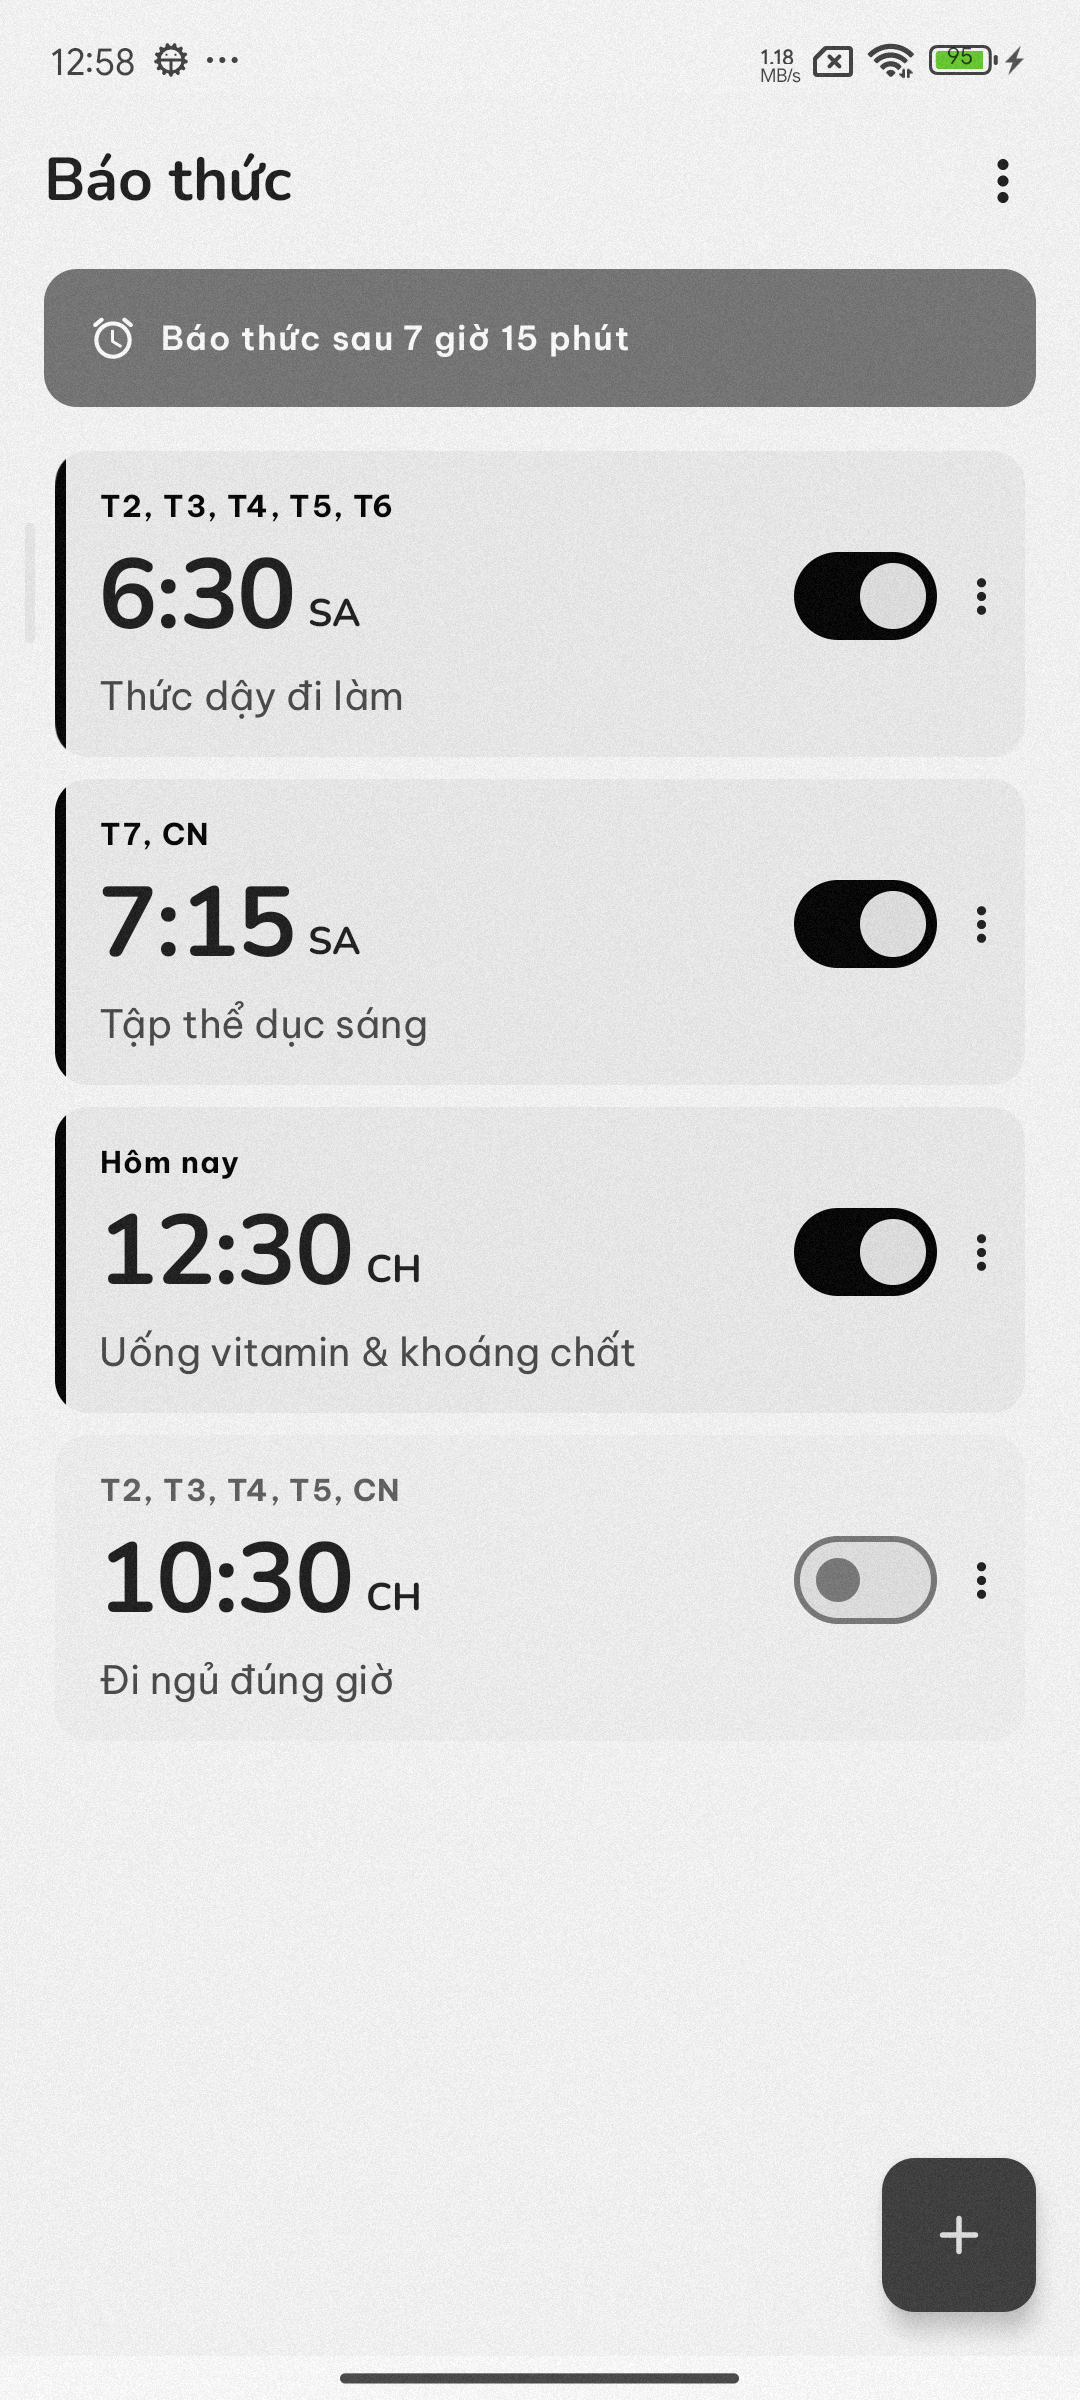 12:58
1.18
MB/s
95
Báo thức
Báo thức sau 7 giờ 15 phút
T2, T3, T4, T5, T6
6:30 SA
Thức dậy đi làm
T7, CN
7:15 SA
Tập thể dục sáng
Hôm nay
12:30 CH
Uống vitamin & khoáng chất
T2, T3, T4, T5, CN
10:30 CH
Đi ngủ đúng giờ